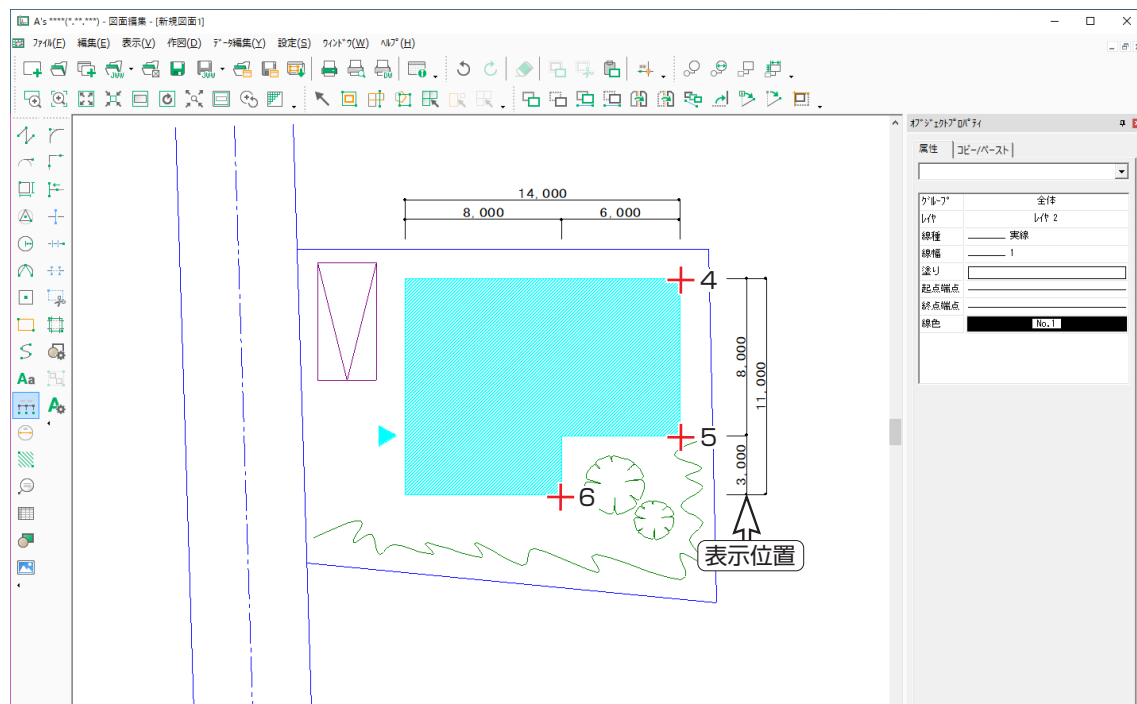 A's ****(*.**.***) - 図面編集 - [新規図面1]
ﾌｧｲﾙ(F) 編集(E) 表示(V) 作図(D) ﾃﾞｰﾀ編集(Y) 設定(S) ｳｨﾝﾄﾞｳ(W) ﾍﾙﾌﾟ(H)
JWW JWW DW
ｵﾌﾞｼﾞｪｸﾄﾌﾟﾛﾊﾟﾃｨ
属性 ｺﾋﾟｰ/ﾍﾟｰｽﾄ
ｸﾞﾙｰﾌﾟ 全体
ﾚｲﾔ ﾚｲﾔ 2
線種 実線
線幅 1
塗り
起点端点
終点端点
線色 No.1
Aa
A
14,000
8,000 6,000
4
8,000
11,000
5
3,000
6
表示位置